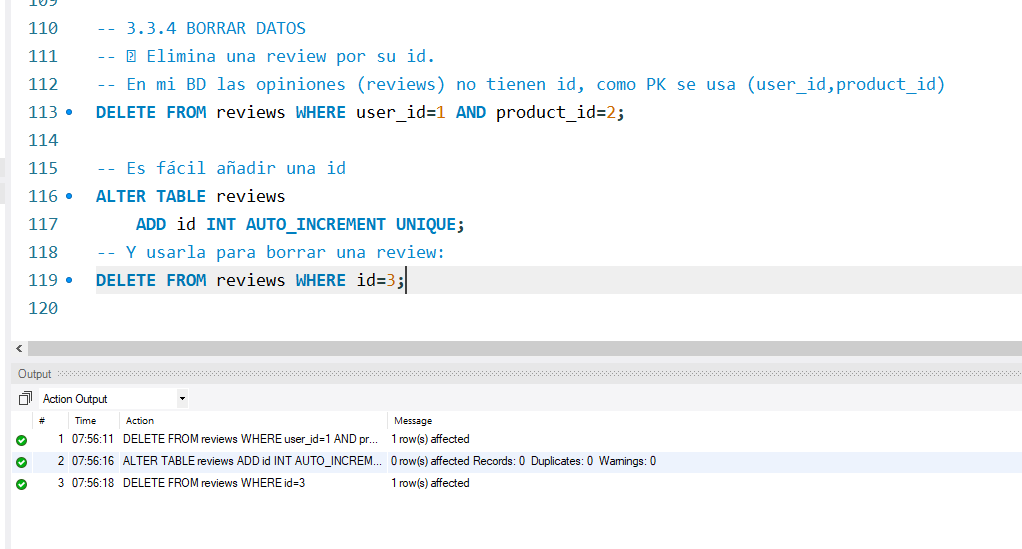 109
110 -- 3.3.4 BORRAR DATOS
111 -- Elimina una review por su id.
112 -- En mi BD las opiniones (reviews) no tienen id, como PK se usa (user_id,product_id)
113 DELETE FROM reviews WHERE user_id=1 AND product_id=2;
114
115 -- Es fácil añadir una id
116 ALTER TABLE reviews
117 ADD id INT AUTO_INCREMENT UNIQUE;
118 -- Y usarla para borrar una review:
119 DELETE FROM reviews WHERE id=3;
120
Output
Action Output
# Time Action Message
1 07:56:11 DELETE FROM reviews WHERE user_id=1 AND pr... 1 row(s) affected
2 07:56:16 ALTER TABLE reviews ADD id INT AUTO_INCREM... 0 row(s) affected Records: 0 Duplicates: 0 Warnings: 0
3 07:56:18 DELETE FROM reviews WHERE id=3 1 row(s) affected